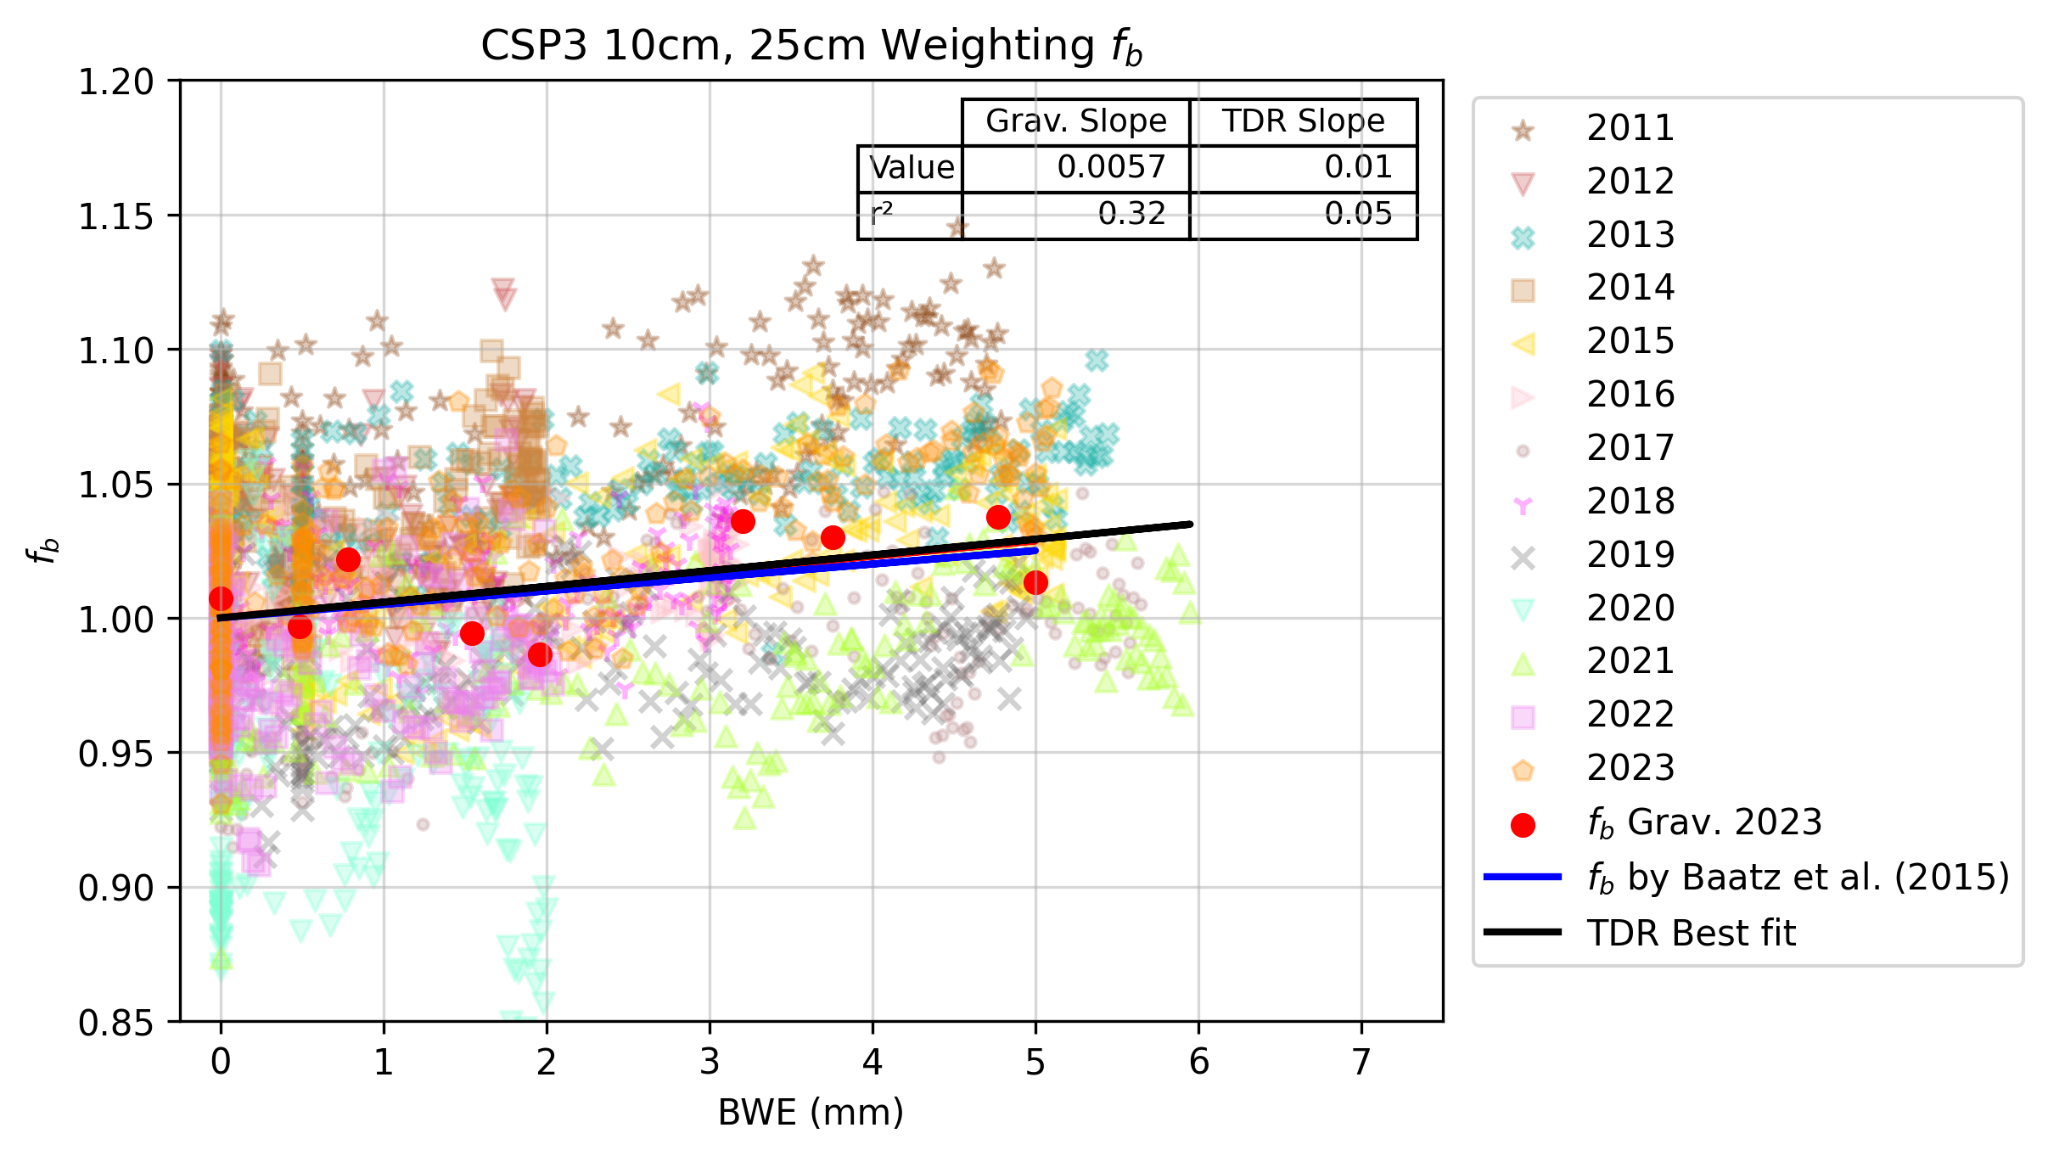 CSP3 10cm, 25cm Weighting f_b
1.20
1.15
1.10
1.05
1.00
0.95
0.90
0.85
f_b
0 1 2 3 4 5 6 7
BWE (mm)
Grav. Slope TDR Slope
Value 0.0057 0.01
r² 0.32 0.05
2011
2012
2013
2014
2015
2016
2017
2018
2019
2020
2021
2022
2023
f_b Grav. 2023
f_b by Baatz et al. (2015)
TDR Best fit